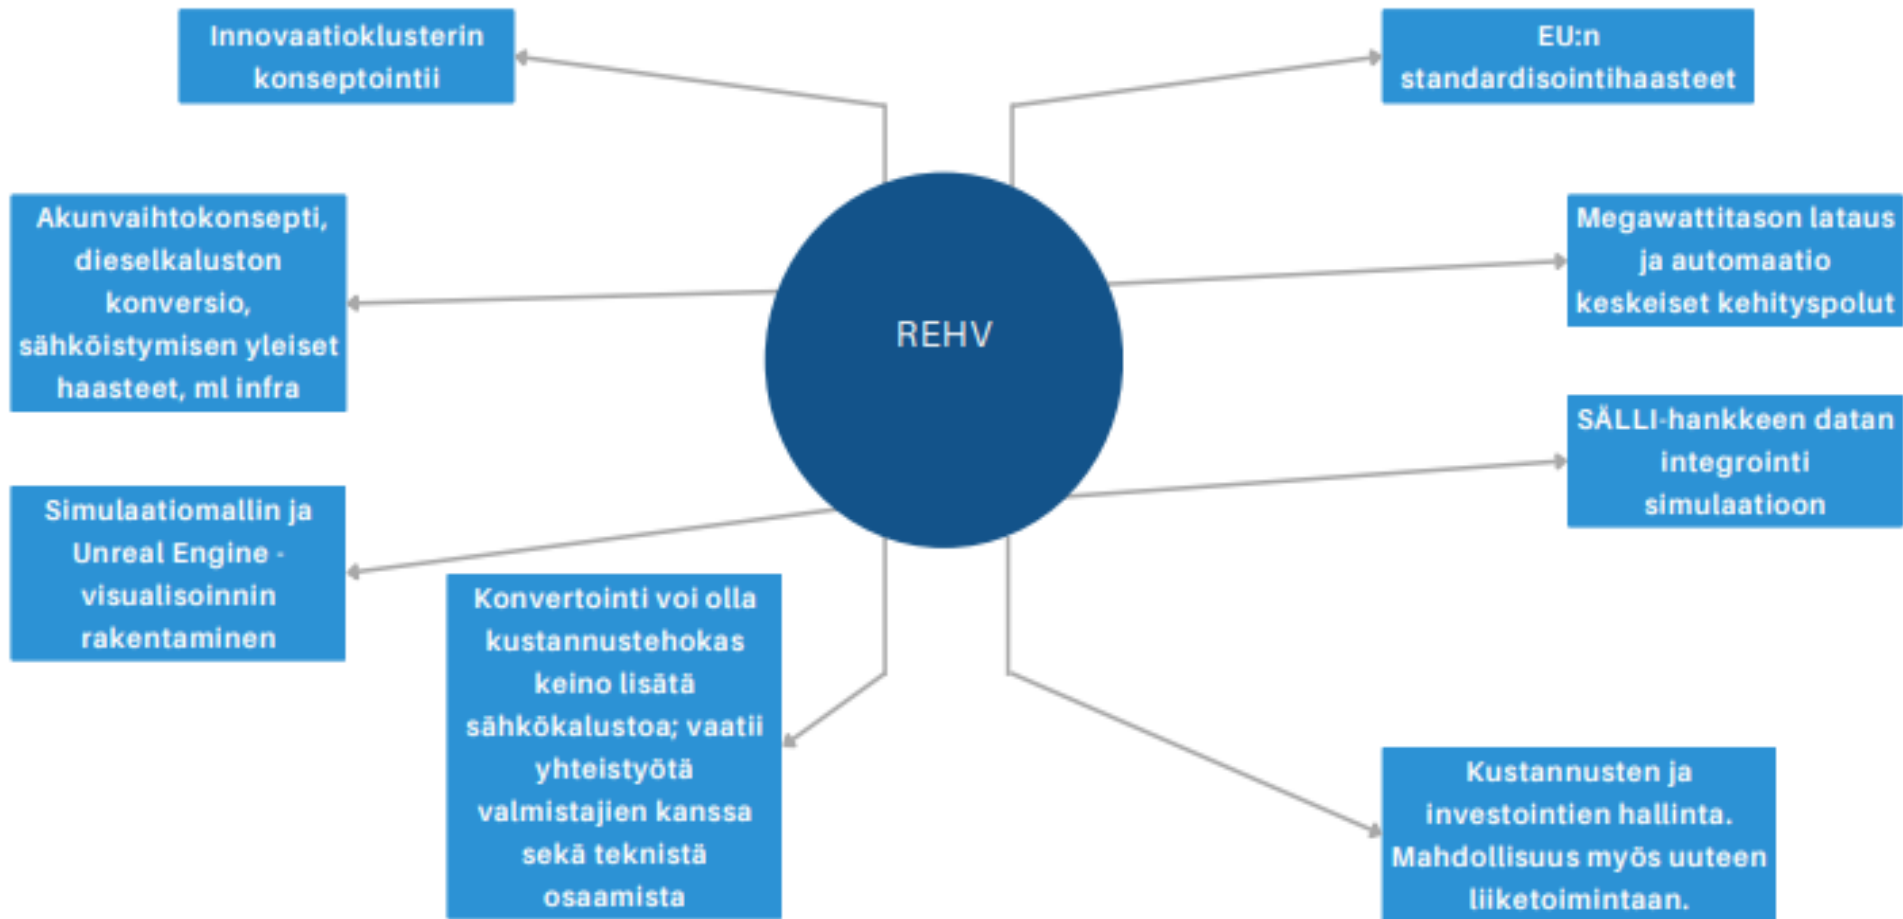 Innovaatioklusterin
konseptointii
EU:n
standardisointihaasteet
Akunvaihtokonsepti,
dieselkaluston
konversio,
sähköistymisen yleiset
haasteet, ml infra
Megawattitason lataus
ja automaatio
keskeiset kehityspolut
REHV
SÄLLI-hankkeen datan
integrointi
simulaatioon
Simulaatiomallin ja
Unreal Engine -
visualisoinnin
rakentaminen
Konvertointi voi olla
kustannustehokas
keino lisätä
sähkökalustoa; vaatii
yhteistyötä
valmistajien kanssa
sekä teknistä
osaamista
Kustannusten ja
investointien hallinta.
Mahdollisuus myös uuteen
liiketoimintaan.